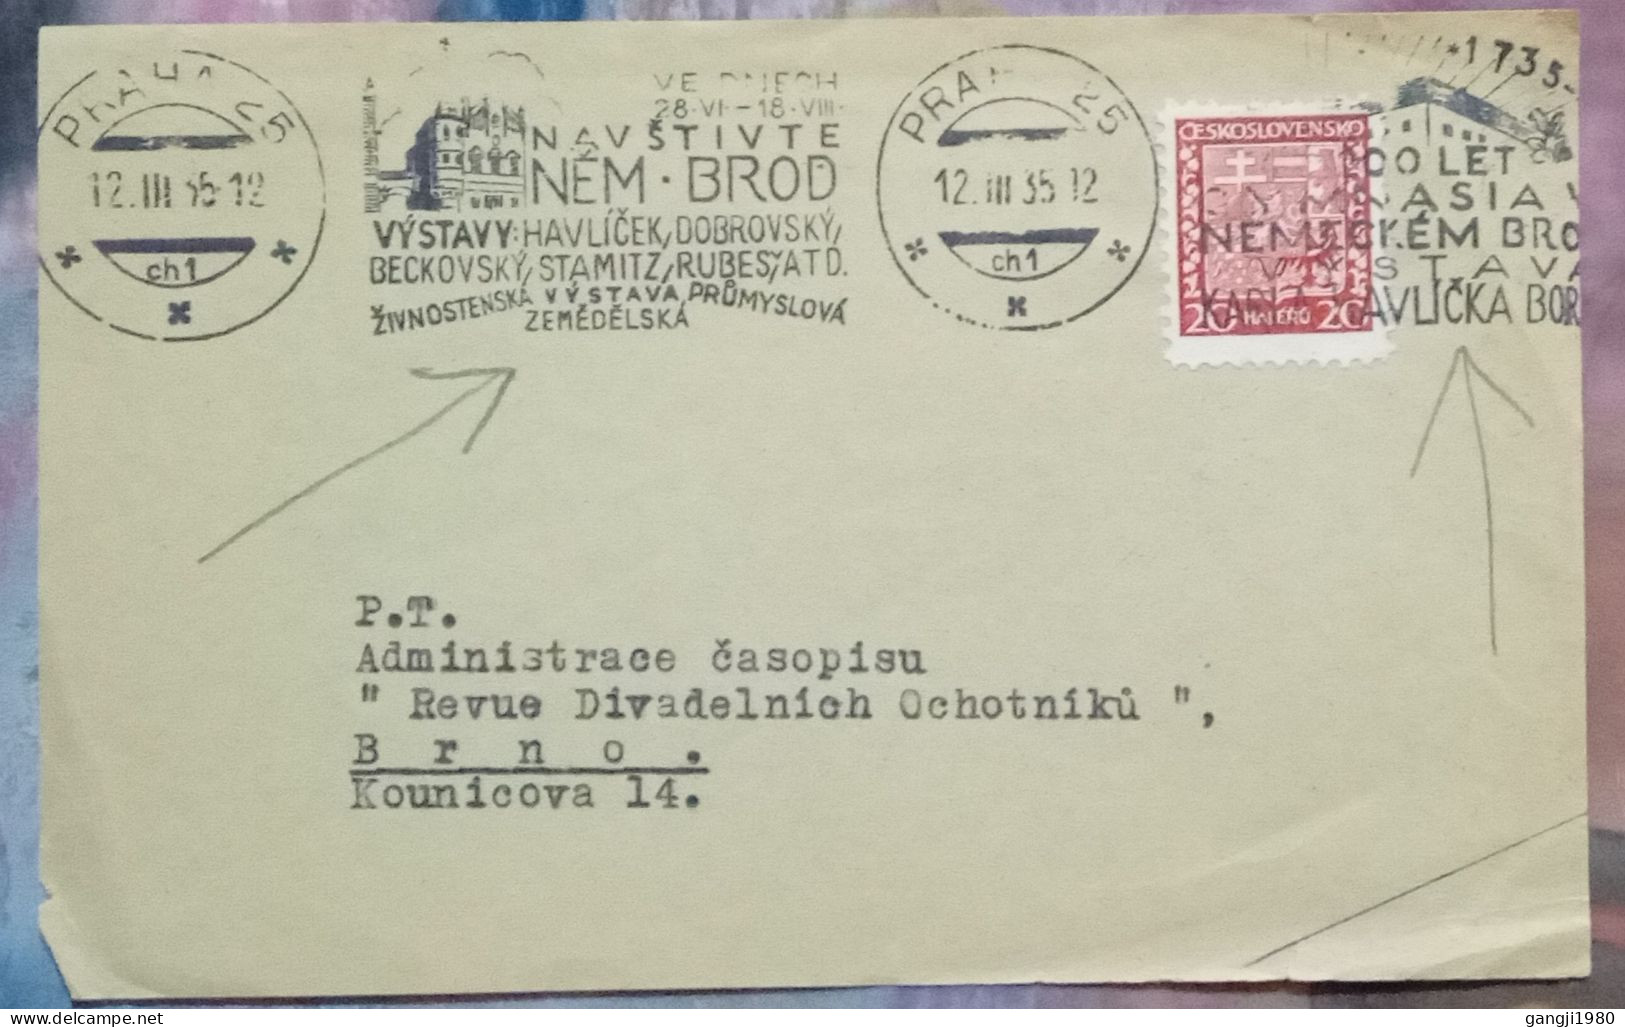 PRAHA 25
12.III 35-12
ch1
VE DNECH
28·VI–18·VIII·
NAVŠTIVTE
NĚM·BROD
VÝSTAVY: HAVLÍČEK, DOBROVSKÝ,
BECKOVSKÝ, STAMITZ, RUBEŠ, ATD.
ŽIVNOSTENSKÁ VÝSTAVA PRŮMYSLOVÁ
ZEMĚDĚLSKÁ
PRAH 25
12.III 35 12
ch1
ČESKOSLOVENSKO
20 HALÉŘŮ 20
*1735-
LET
NĚMECKÉM BRO
VÝSTAVA
KARLA HAVLÍČKA BOR
P.T.
Administrace časopisu
" Revue Divadelních Ochotníků ",
B r n o .
Kounicova 14.
delcampe.net
gangji1980